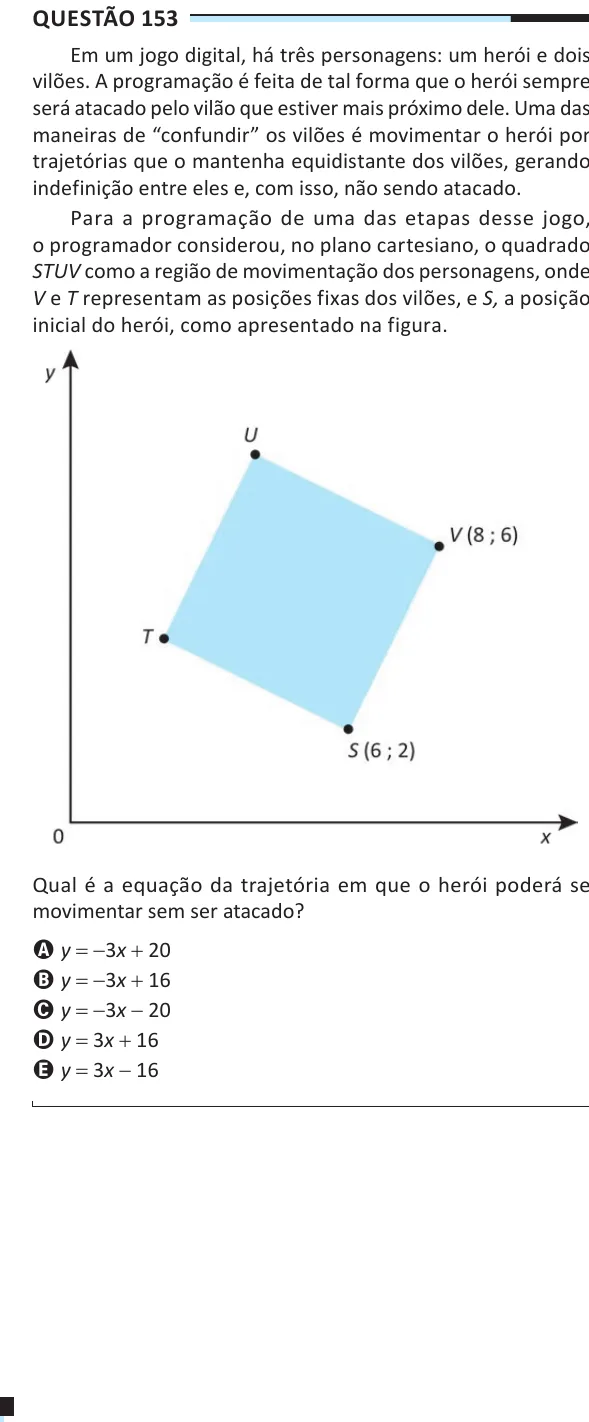 QUESTÃO 153
Em um jogo digital, há três personagens: um herói e dois
vilões. A programação é feita de tal forma que o herói sempre
será atacado pelo vilão que estiver mais próximo dele. Uma das
maneiras de “confundir” os vilões é movimentar o herói por
trajetórias que o mantenha equidistante dos vilões, gerando
indefinição entre eles e, com isso, não sendo atacado.
Para a programação de uma das etapas desse jogo,
o programador considerou, no plano cartesiano, o quadrado
STUV como a região de movimentação dos personagens, onde
V e T representam as posições fixas dos vilões, e S, a posição
inicial do herói, como apresentado na figura.
y
U
V (8 ; 6)
T
S (6 ; 2)
0
x
Qual é a equação da trajetória em que o herói poderá se
movimentar sem ser atacado?
A y = −3x + 20
B y = −3x + 16
C y = −3x − 20
D y = 3x + 16
E y = 3x − 16